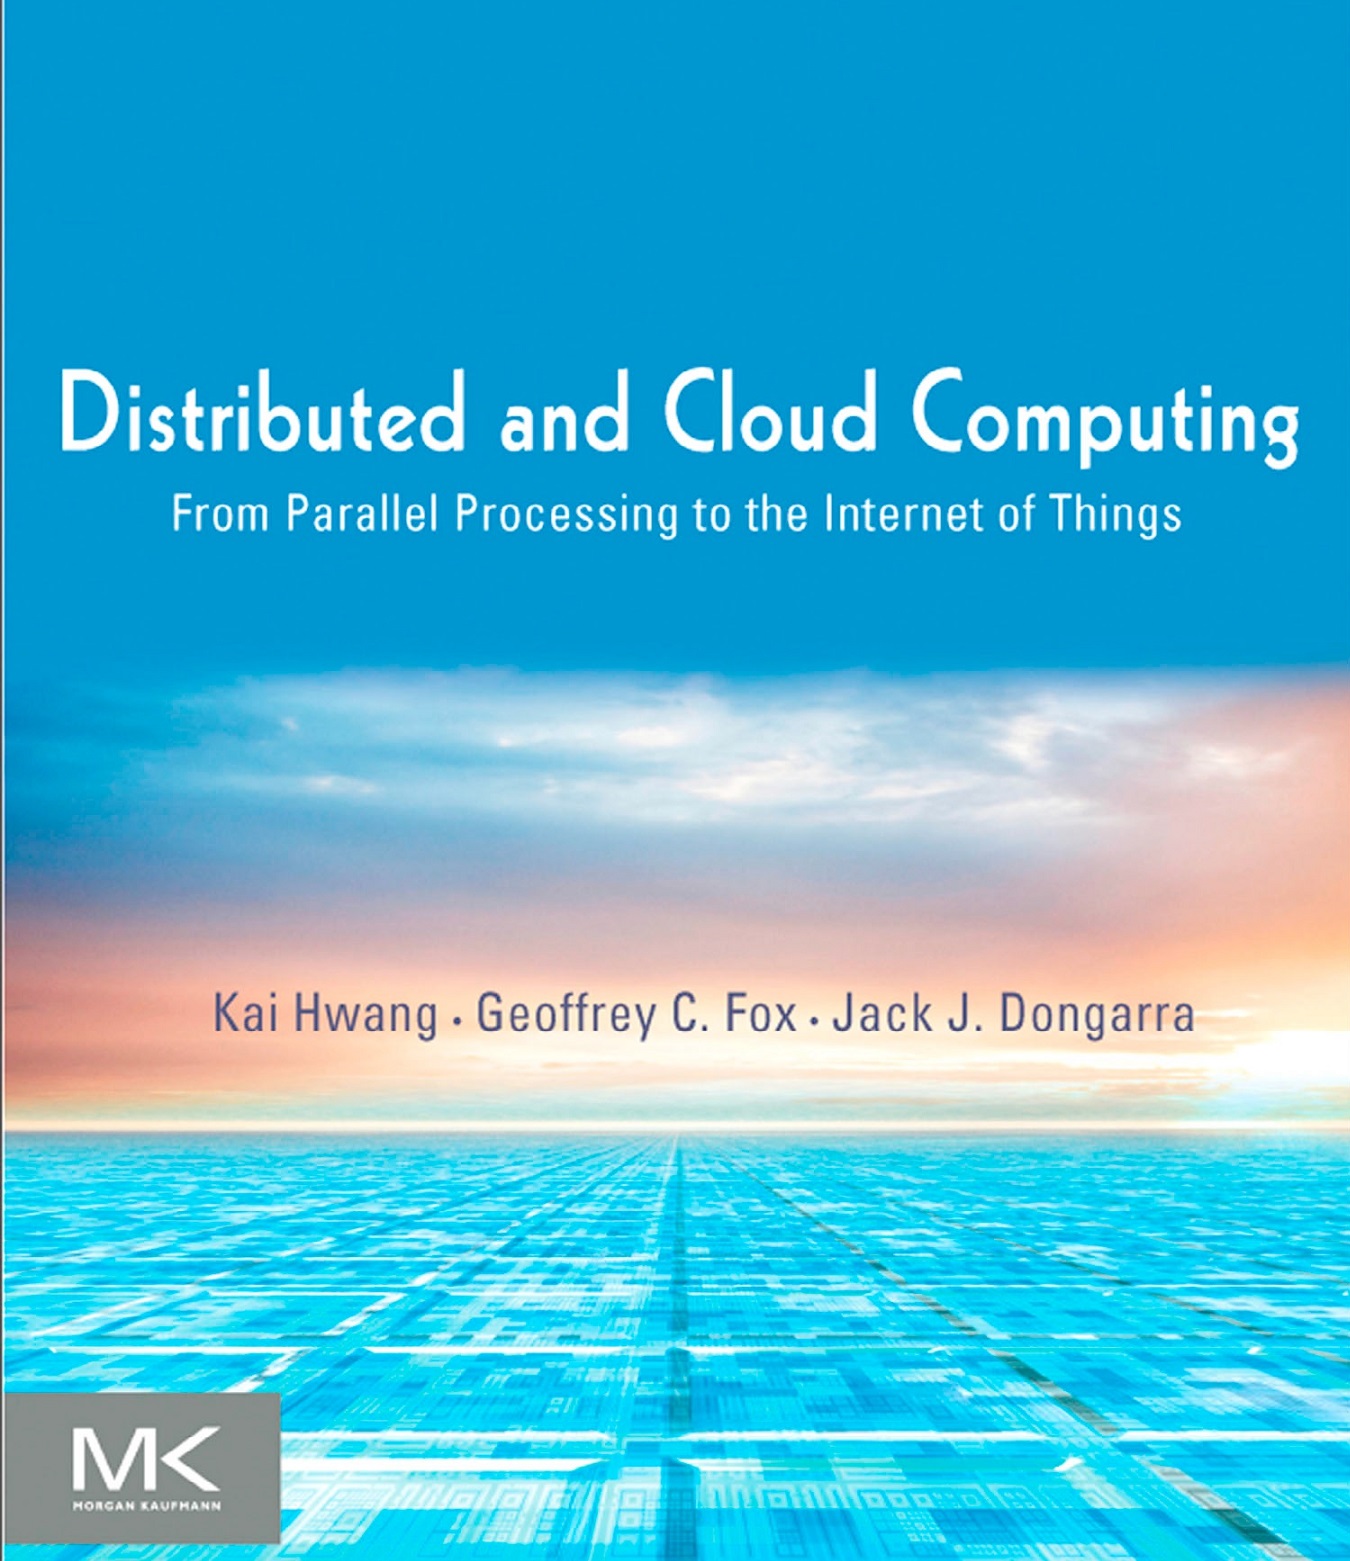 Distributed and Cloud Computing
From Parallel Processing to the Internet of Things
Kai Hwang • Geoffrey C. Fox • Jack J. Dongarra
MK
MORGAN KAUFMANN